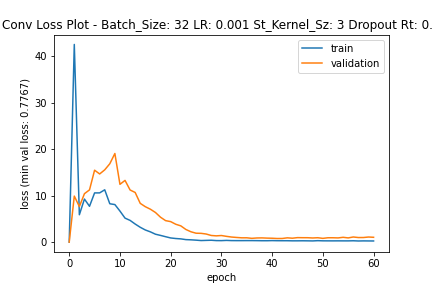 Conv Loss Plot - Batch_Size: 32 LR: 0.001 St_Kernel_Sz: 3 Dropout Rt: 0.
train
validation
loss (min val loss: 0.7767)
40
30
20
10
0
0 10 20 30 40 50 60
epoch